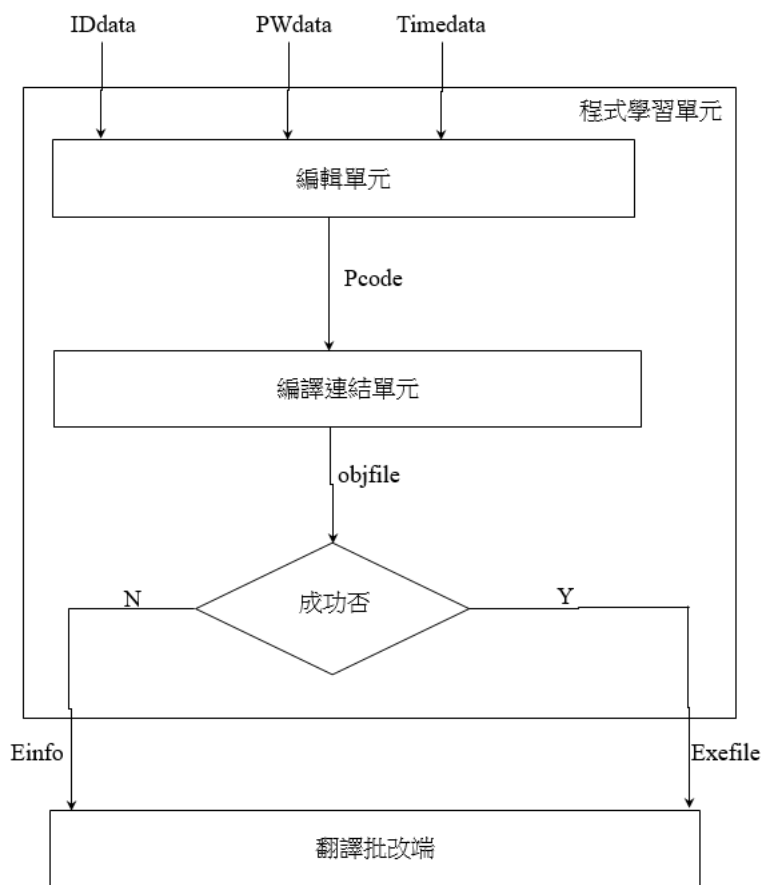 IDdata
PWdata
Timedata
程式學習單元
編輯單元
Pcode
編譯連結單元
objfile
成功否
N
Y
Einfo
Exefile
翻譯批改端